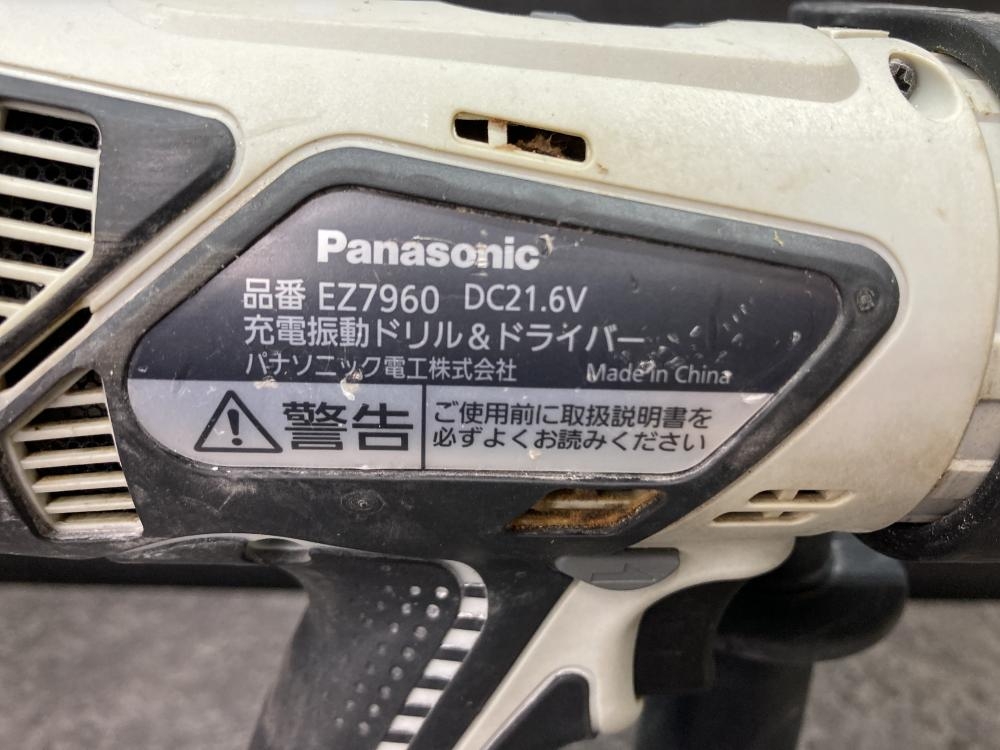 Panasonic
品番 EZ7960 DC21.6V
充電振動ドリル&ドライバー
パナソニック電工株式会社 Made in China
警告
ご使用前に取扱説明書を
必ずよくお読みください